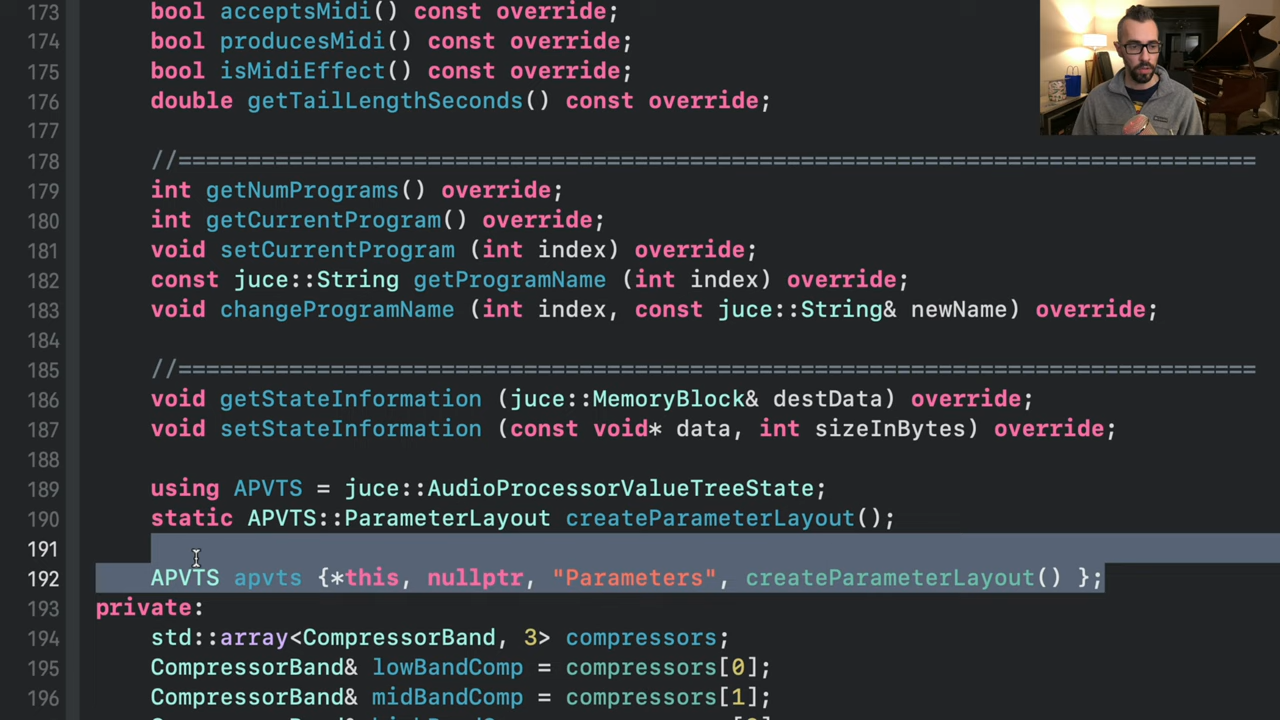 173 bool acceptsMidi() const override;
174 bool producesMidi() const override;
175 bool isMidiEffect() const override;
176 double getTailLengthSeconds() const override;
177
178 //==============================================================================
179 int getNumPrograms() override;
180 int getCurrentProgram() override;
181 void setCurrentProgram (int index) override;
182 const juce::String getProgramName (int index) override;
183 void changeProgramName (int index, const juce::String& newName) override;
184
185 //==============================================================================
186 void getStateInformation (juce::MemoryBlock& destData) override;
187 void setStateInformation (const void* data, int sizeInBytes) override;
188
189 using APVTS = juce::AudioProcessorValueTreeState;
190 static APVTS::ParameterLayout createParameterLayout();
191
192 APVTS apvts {*this, nullptr, "Parameters", createParameterLayout() };
193 private:
194 std::array<CompressorBand, 3> compressors;
195 CompressorBand& lowBandComp = compressors[0];
196 CompressorBand& midBandComp = compressors[1];